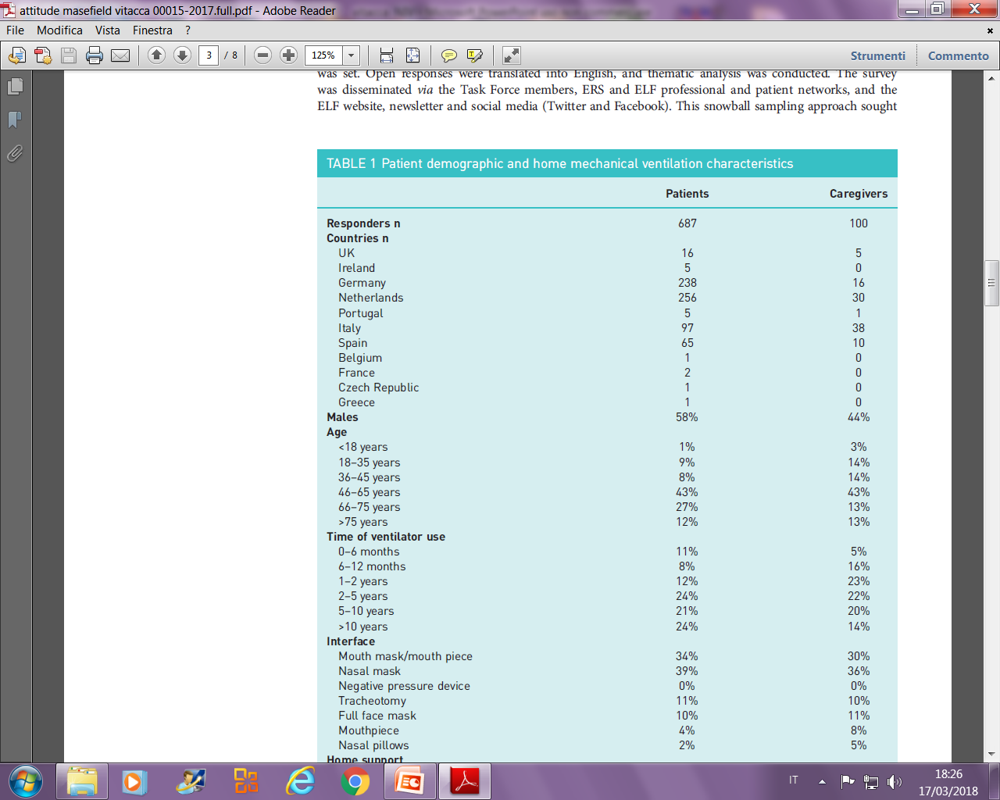 attitude masefield vitacca 00015-2017.full.pdf - Adobe Reader
File Modifica Vista Finestra ?
3 / 8 125% Strumenti Commento
was set. Open responses were translated into English, and thematic analysis was conducted. The survey
was disseminated via the Task Force members, ERS and ELF professional and patient networks, and the
ELF website, newsletter and social media (Twitter and Facebook). This snowball sampling approach sought
TABLE 1 Patient demographic and home mechanical ventilation characteristics
Patients Caregivers
Responders n 687 100
Countries n
UK 16 5
Ireland 5 0
Germany 238 16
Netherlands 256 30
Portugal 5 1
Italy 97 38
Spain 65 10
Belgium 1 0
France 2 0
Czech Republic 1 0
Greece 1 0
Males 58% 44%
Age
<18 years 1% 3%
18–35 years 9% 14%
36–45 years 8% 14%
46–65 years 43% 43%
66–75 years 27% 13%
>75 years 12% 13%
Time of ventilator use
0–6 months 11% 5%
6–12 months 8% 16%
1–2 years 12% 23%
2–5 years 24% 22%
5–10 years 21% 20%
>10 years 24% 14%
Interface
Mouth mask/mouth piece 34% 30%
Nasal mask 39% 36%
Negative pressure device 0% 0%
Tracheotomy 11% 10%
Full face mask 10% 11%
Mouthpiece 4% 8%
Nasal pillows 2% 5%
Home support
IT 18:26
17/03/2018